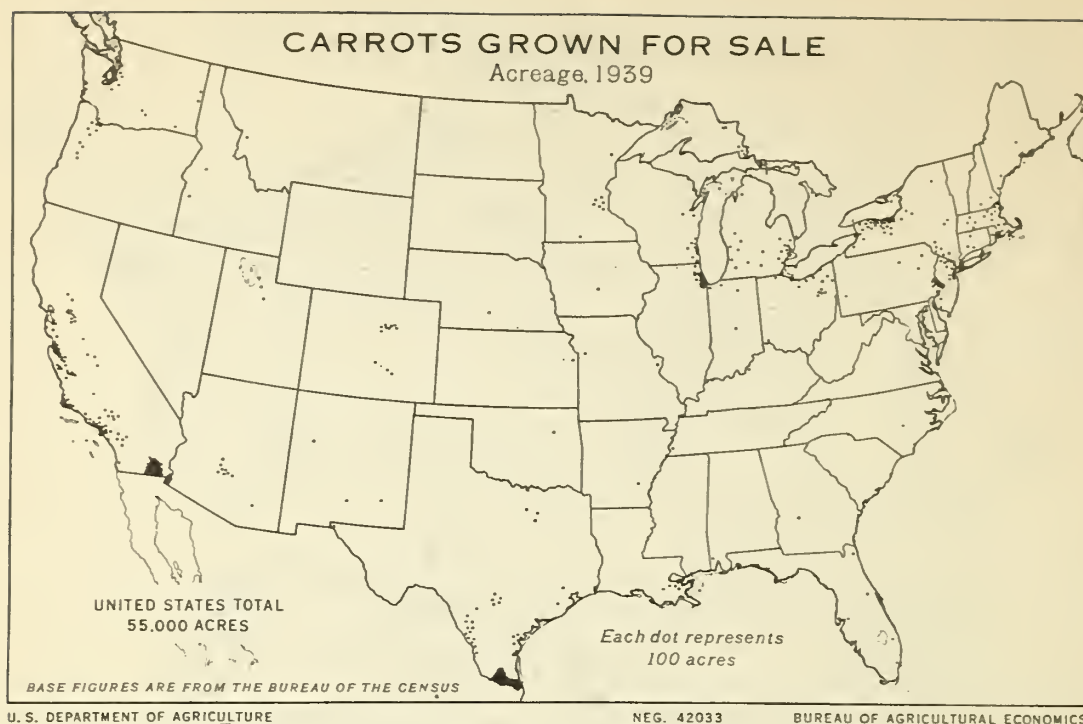 CARROTS GROWN FOR SALE
Acreage, 1939
UNITED STATES TOTAL
55,000 ACRES
Each dot represents
100 acres
BASE FIGURES ARE FROM THE BUREAU OF THE CENSUS
U. S. DEPARTMENT OF AGRICULTURE
NEG. 42033
BUREAU OF AGRICULTURAL ECONOMICS